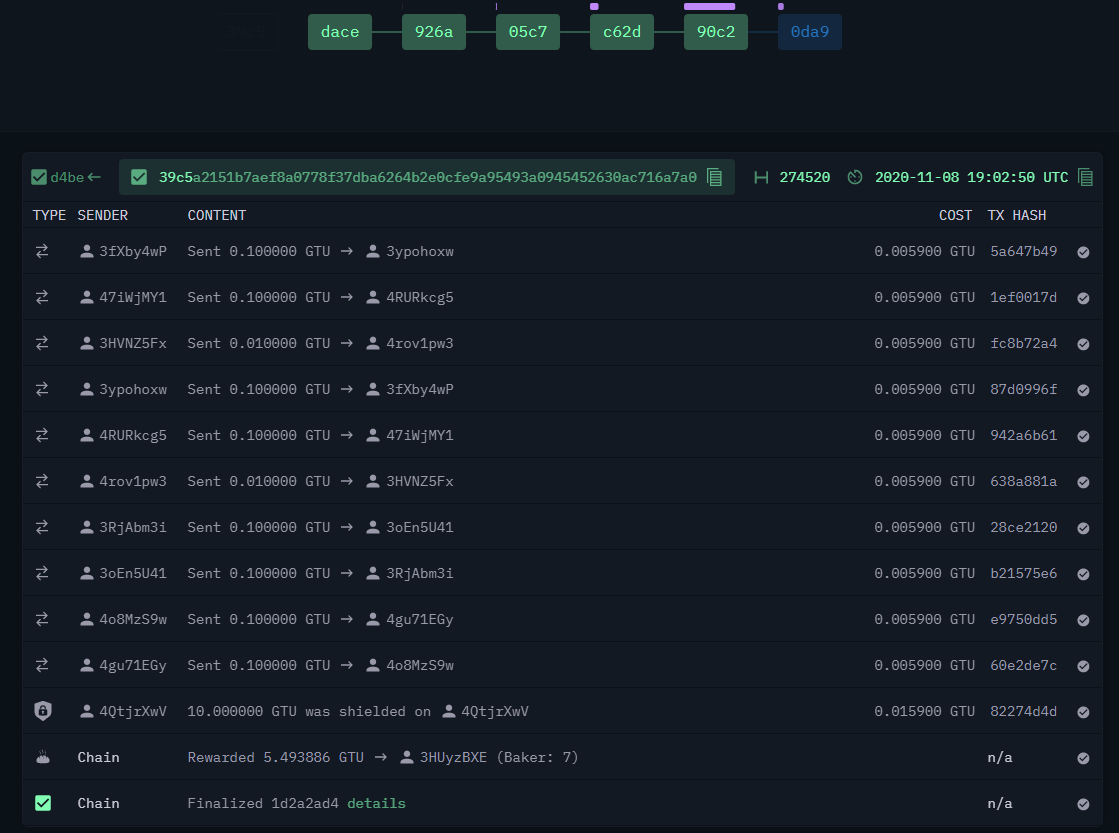 dace 926a 05c7 c62d 90c2 0da9
d4be← 39c5a2151b7aef8a0778f37dba6264b2e0cfe9a95493a0945452630ac716a7a0 274520 2020-11-08 19:02:50 UTC
TYPE SENDER CONTENT COST TX HASH
3fXby4wP Sent 0.100000 GTU → 3ypohoxw 0.005900 GTU 5a647b49
47iWjMY1 Sent 0.100000 GTU → 4RURkcg5 0.005900 GTU 1ef0017d
3HVNZ5Fx Sent 0.010000 GTU → 4rov1pw3 0.005900 GTU fc8b72a4
3ypohoxw Sent 0.100000 GTU → 3fXby4wP 0.005900 GTU 87d0996f
4RURkcg5 Sent 0.100000 GTU → 47iWjMY1 0.005900 GTU 942a6b61
4rov1pw3 Sent 0.010000 GTU → 3HVNZ5Fx 0.005900 GTU 638a881a
3RjAbm3i Sent 0.100000 GTU → 3oEn5U41 0.005900 GTU 28ce2120
3oEn5U41 Sent 0.100000 GTU → 3RjAbm3i 0.005900 GTU b21575e6
4o8MzS9w Sent 0.100000 GTU → 4gu71EGy 0.005900 GTU e9750dd5
4gu71EGy Sent 0.100000 GTU → 4o8MzS9w 0.005900 GTU 60e2de7c
4QtjrXwV 10.000000 GTU was shielded on 4QtjrXwV 0.015900 GTU 82274d4d
Chain Rewarded 5.493886 GTU → 3HUyzBXE (Baker: 7) n/a
Chain Finalized 1d2a2ad4 details n/a